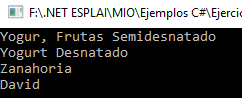 F:\.NET ESPLAI\MIO\Ejemplos C#\Ejercic
Yogur, Frutas Semidesnatado
Yogurt Desnatado
Zanahoria
David